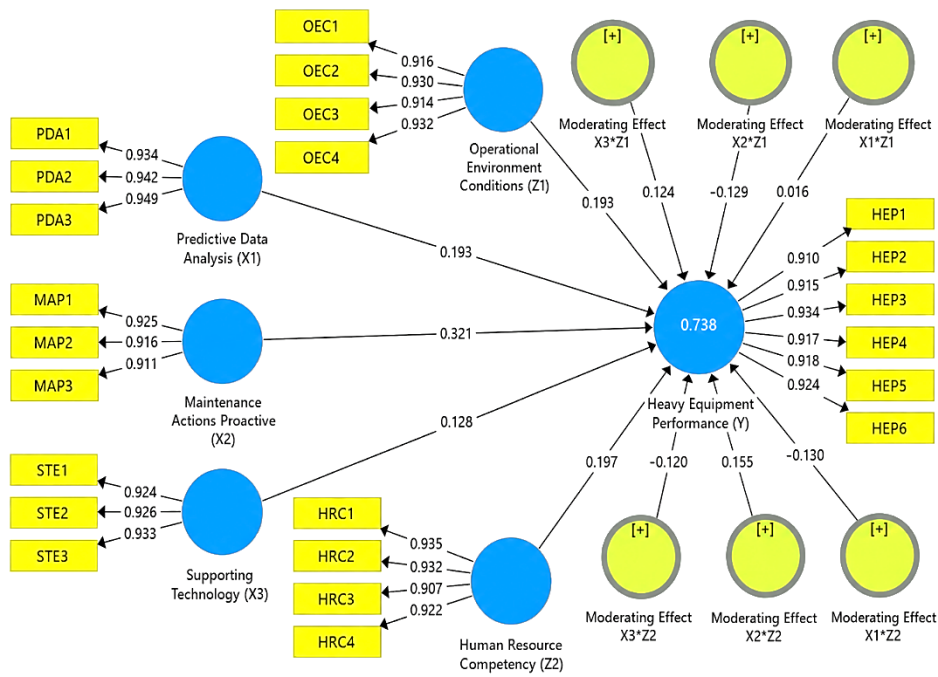 OEC1
OEC2
OEC3
OEC4
0.916
0.930
0.914
0.932
Operational
Environment
Conditions (Z1)
[+]
Moderating Effect
X3*Z1
[+]
Moderating Effect
X2*Z1
[+]
Moderating Effect
X1*Z1
PDA1
PDA2
PDA3
0.934
0.942
0.949
Predictive Data
Analysis (X1)
0.193
0.193
0.124
-0.129
0.016
MAP1
MAP2
MAP3
0.925
0.916
0.911
Maintenance
Actions Proactive
(X2)
0.321
0.738
Heavy Equipment
Performance (Y)
0.910
0.915
0.934
0.917
0.918
0.924
HEP1
HEP2
HEP3
HEP4
HEP5
HEP6
STE1
STE2
STE3
0.924
0.926
0.933
Supporting
Technology (X3)
0.128
0.197
-0.120
0.155
-0.130
HRC1
HRC2
HRC3
HRC4
0.935
0.932
0.907
0.922
Human Resource
Competency (Z2)
[+]
Moderating Effect
X3*Z2
[+]
Moderating Effect
X2*Z2
[+]
Moderating Effect
X1*Z2